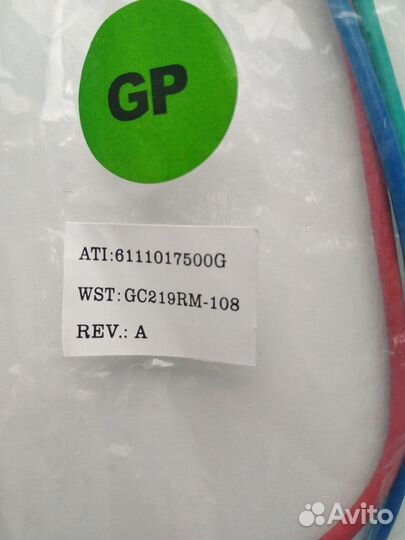 GP
ATI:6111017500G
WST:GC219RM-108
REV.: A
Avito